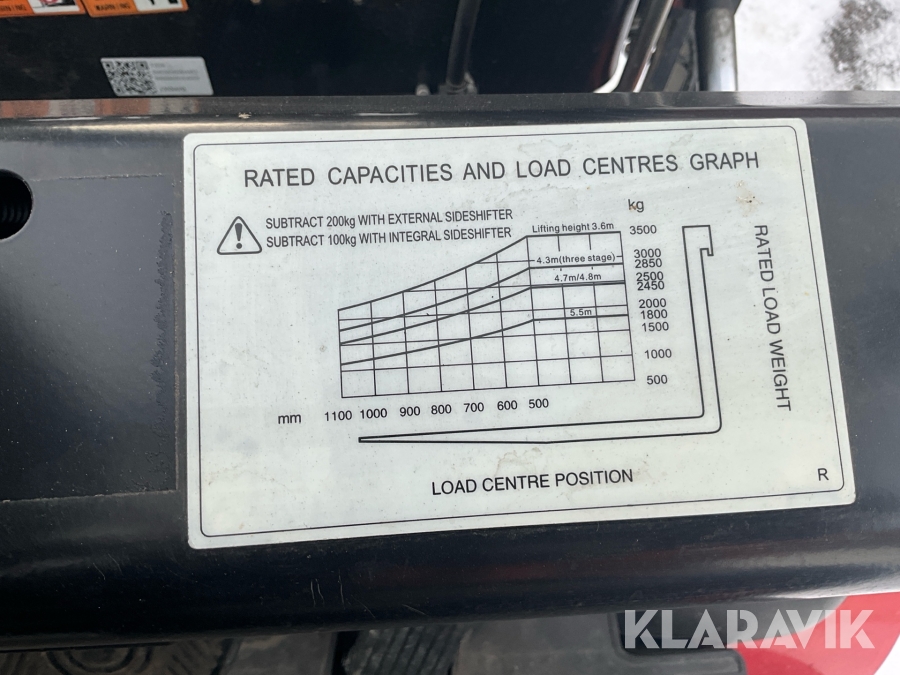 WARNING
WARNING
RATED CAPACITIES AND LOAD CENTRES GRAPH
SUBTRACT 200kg WITH EXTERNAL SIDESHIFTER
SUBTRACT 100kg WITH INTEGRAL SIDESHIFTER
kg
Lifting height 3.6m
3500
4.3m(three stage)
3000
2850
4.7m/4.8m
2500
2450
2000
5.5m
1800
1500
1000
500
RATED LOAD WEIGHT
mm 1100 1000 900 800 700 600 500
LOAD CENTRE POSITION
R
KLARAVIK